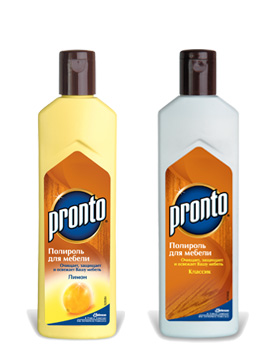 pronto
Полироль
для мебели
Очищает, защищает
и освежает Вашу мебель
Лимон
pronto
Полироль
для мебели
Очищает, защищает
и освежает Вашу мебель
Классик